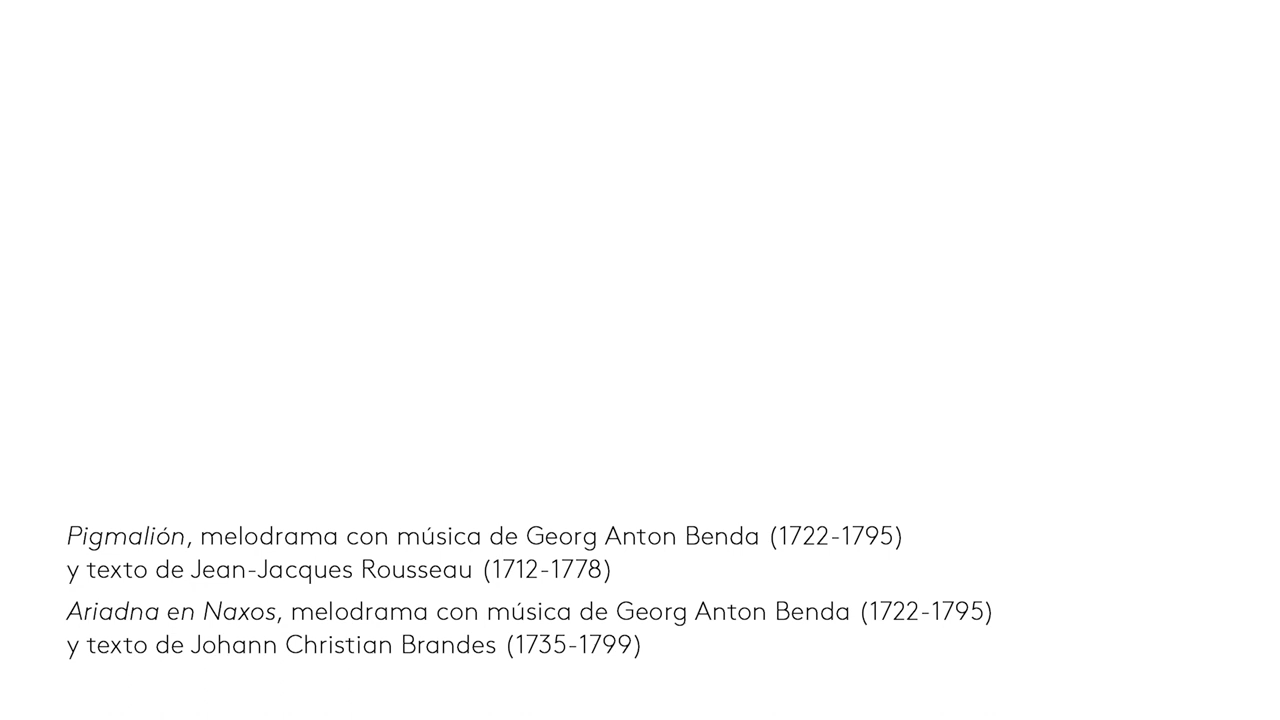 Pigmalión, melodrama con música de Georg Anton Benda (1722-1795)
y texto de Jean-Jacques Rousseau (1712-1778)
Ariadna en Naxos, melodrama con música de Georg Anton Benda (1722-1795)
y texto de Johann Christian Brandes (1735-1799)